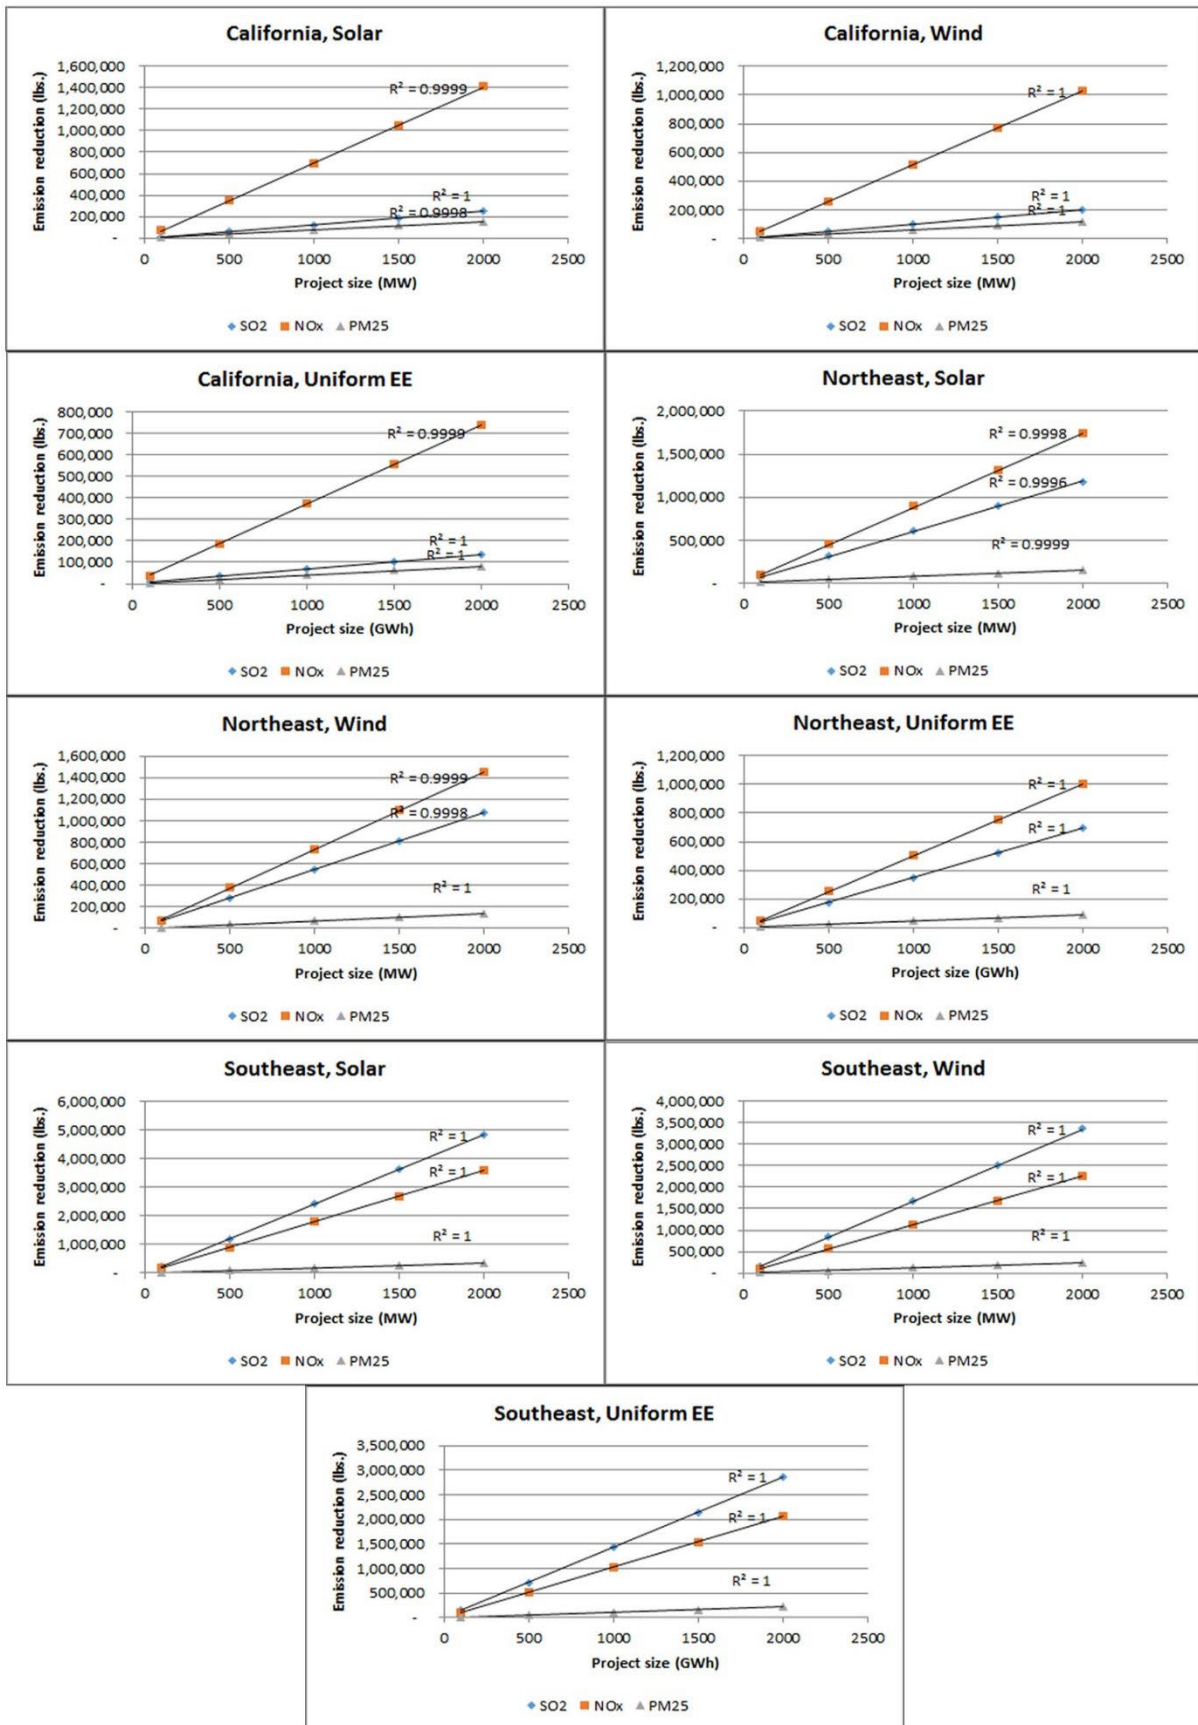 California, Solar
Emission reduction (lbs.)
1,600,000
1,400,000
1,200,000
1,000,000
800,000
600,000
400,000
200,000
-
R² = 0.9999
R² = 1
R² = 0.9998
0 500 1000 1500 2000 2500
Project size (MW)
SO2 NOx PM25
California, Wind
Emission reduction (lbs.)
1,200,000
1,000,000
800,000
600,000
400,000
200,000
-
R² = 1
R² = 1
R² = 1
0 500 1000 1500 2000 2500
Project size (MW)
SO2 NOx PM25
California, Uniform EE
Emission reduction (lbs.)
800,000
700,000
600,000
500,000
400,000
300,000
200,000
100,000
-
R² = 0.9999
R² = 1
R² = 1
0 500 1000 1500 2000 2500
Project size (GWh)
SO2 NOx PM25
Northeast, Solar
Emission reduction (lbs.)
2,000,000
1,500,000
1,000,000
500,000
-
R² = 0.9998
R² = 0.9996
R² = 0.9999
0 500 1000 1500 2000 2500
Project size (MW)
SO2 NOx PM25
Northeast, Wind
Emission reduction (lbs.)
1,600,000
1,400,000
1,200,000
1,000,000
800,000
600,000
400,000
200,000
-
R² = 0.9999
R² = 0.9998
R² = 1
0 500 1000 1500 2000 2500
Project size (MW)
SO2 NOx PM25
Northeast, Uniform EE
Emission reduction (lbs.)
1,200,000
1,000,000
800,000
600,000
400,000
200,000
-
R² = 1
R² = 1
R² = 1
0 500 1000 1500 2000 2500
Project size (GWh)
SO2 NOx PM25
Southeast, Solar
Emission reduction (lbs.)
6,000,000
5,000,000
4,000,000
3,000,000
2,000,000
1,000,000
-
R² = 1
R² = 1
R² = 1
0 500 1000 1500 2000 2500
Project size (MW)
SO2 NOx PM25
Southeast, Wind
Emission reduction (lbs.)
4,000,000
3,500,000
3,000,000
2,500,000
2,000,000
1,500,000
1,000,000
500,000
-
R² = 1
R² = 1
R² = 1
0 500 1000 1500 2000 2500
Project size (MW)
SO2 NOx PM25
Southeast, Uniform EE
Emission reduction (lbs.)
3,500,000
3,000,000
2,500,000
2,000,000
1,500,000
1,000,000
500,000
-
R² = 1
R² = 1
R² = 1
0 500 1000 1500 2000 2500
Project size (GWh)
SO2 NOx PM25